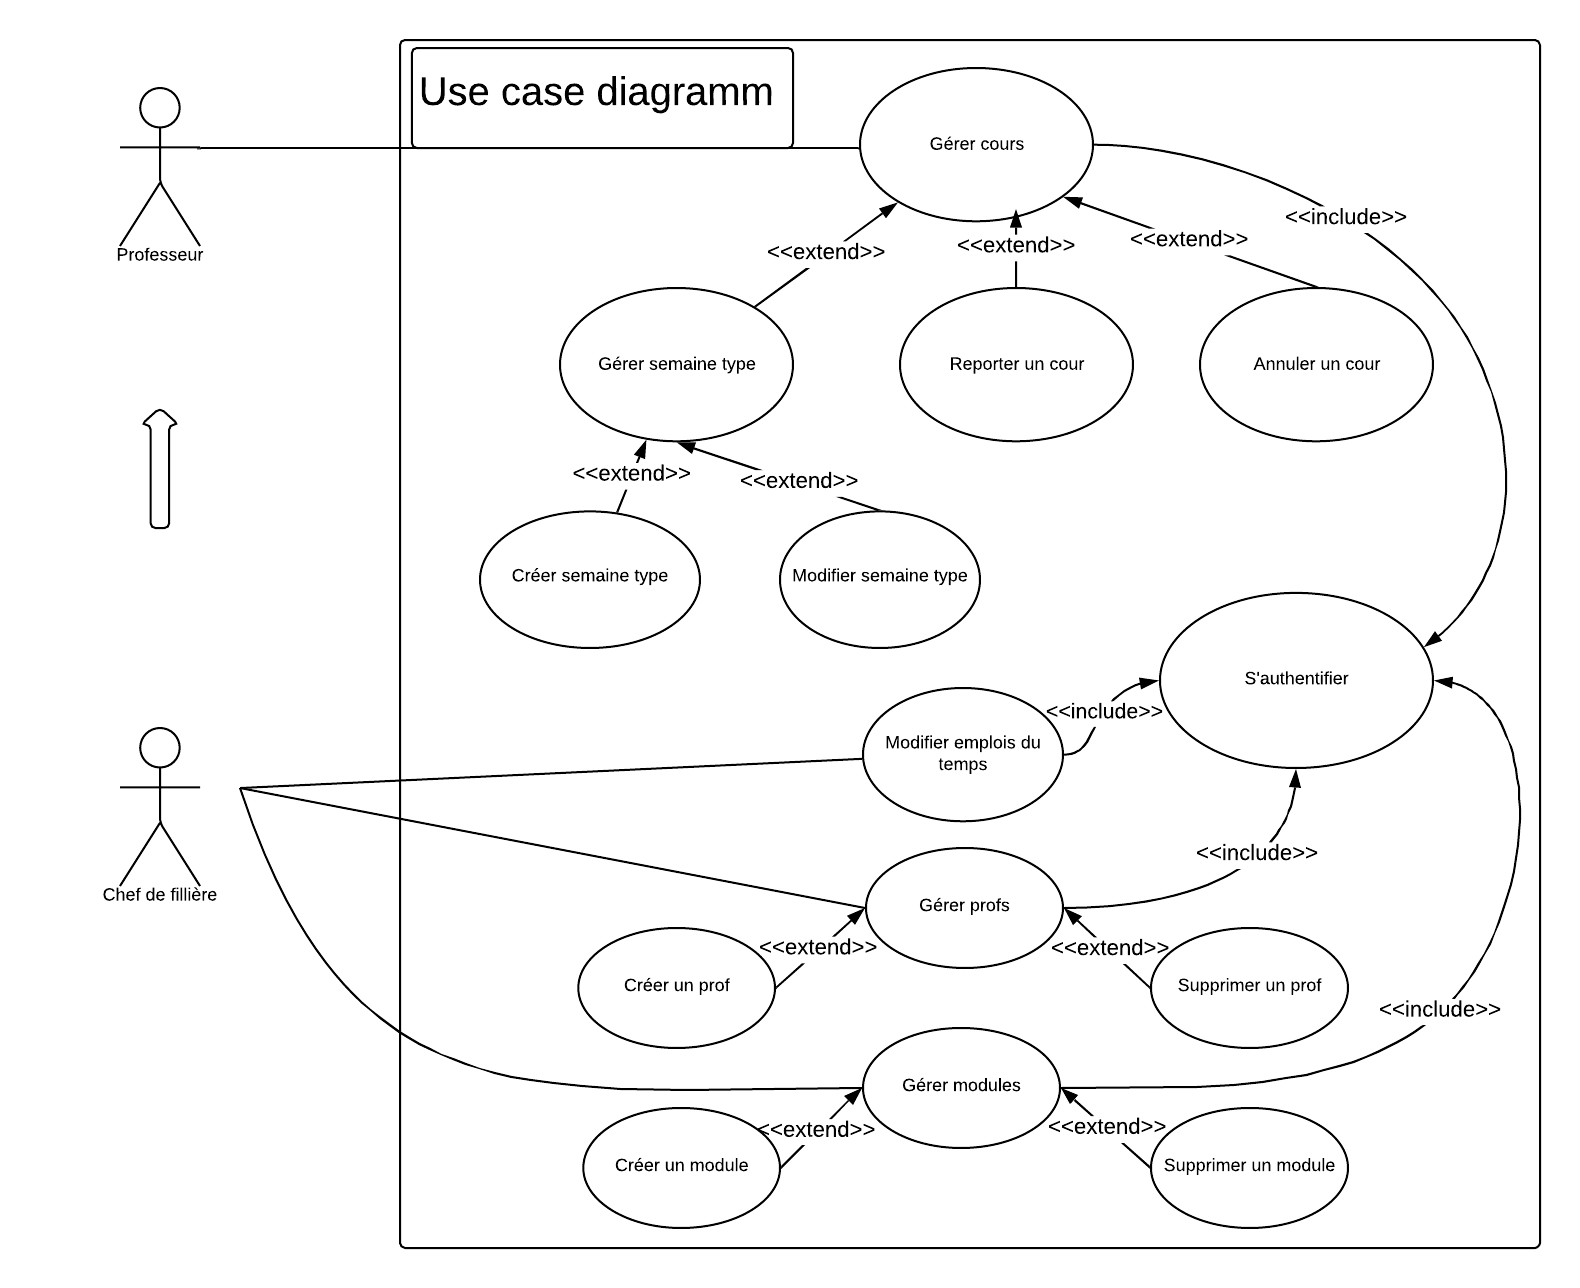 Use case diagramm
Gérer cours
Professeur
<<include>>
<<extend>>
<<extend>>
<<extend>>
Gérer semaine type
Reporter un cour
Annuler un cour
<<extend>>
<<extend>>
Créer semaine type
Modifier semaine type
S'authentifier
<<include>>
Modifier emplois du
temps
Chef de fillière
<<include>>
Gérer profs
<<extend>>
<<extend>>
Créer un prof
Supprimer un prof
<<include>>
Gérer modules
<<extend>>
<<extend>>
Créer un module
Supprimer un module